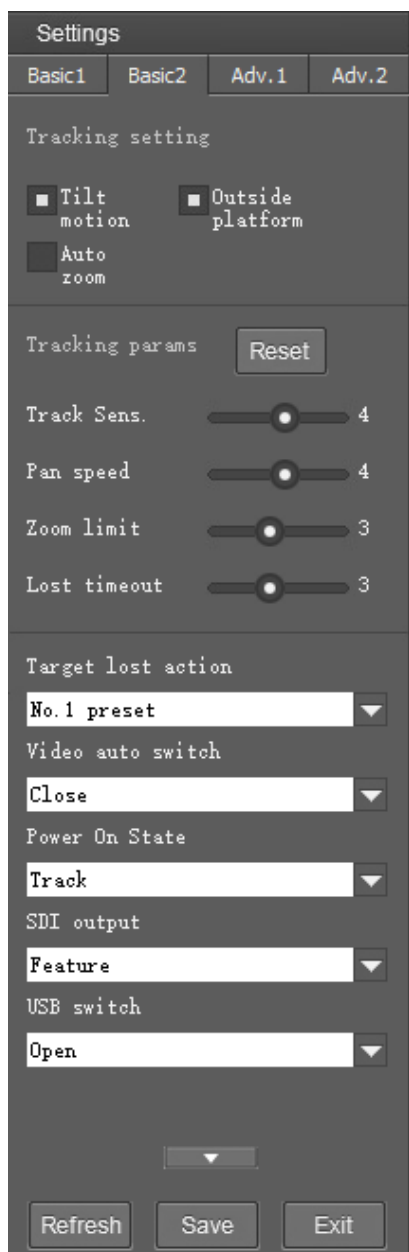 Settings
Basic1 Basic2 Adv.1 Adv.2
Tracking setting
Tilt motion Outside platform
Auto zoom
Tracking params Reset
Track Sens. 4
Pan speed 4
Zoom limit 3
Lost timeout 3
Target lost action
No.1 preset
Video auto switch
Close
Power On State
Track
SDI output
Feature
USB switch
Open
Refresh Save Exit